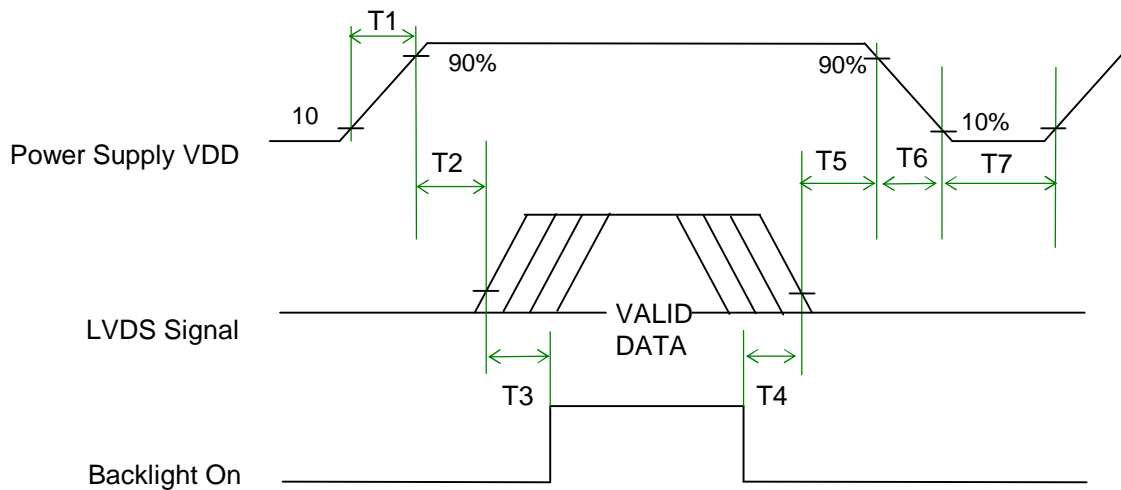 T1
90%
90%
10
10%
Power Supply VDD
T2
T5
T6
T7
VALID
DATA
LVDS Signal
T3
T4
Backlight On